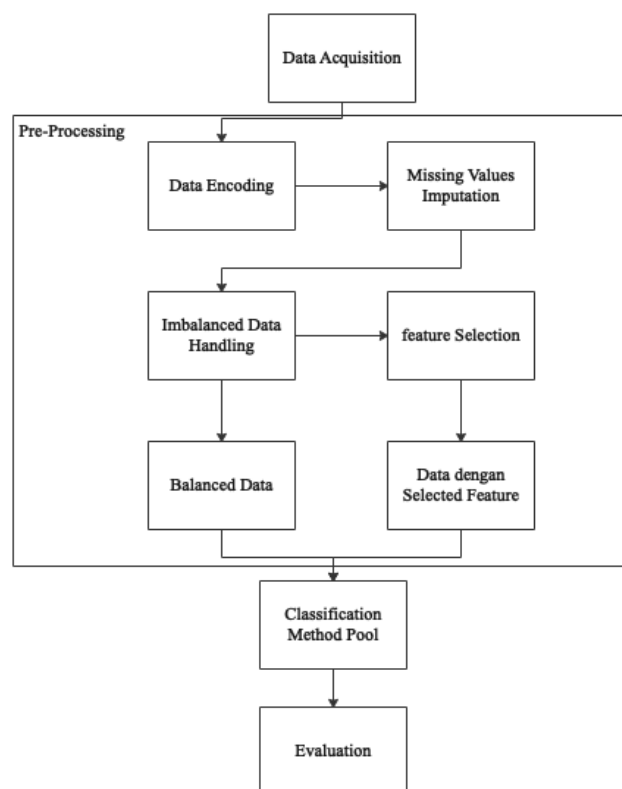 Data Acquisition
Pre-Processing
Data Encoding
Missing Values
Imputation
Imbalanced Data
Handling
feature Selection
Balanced Data
Data dengan
Selected Feature
Classification
Method Pool
Evaluation